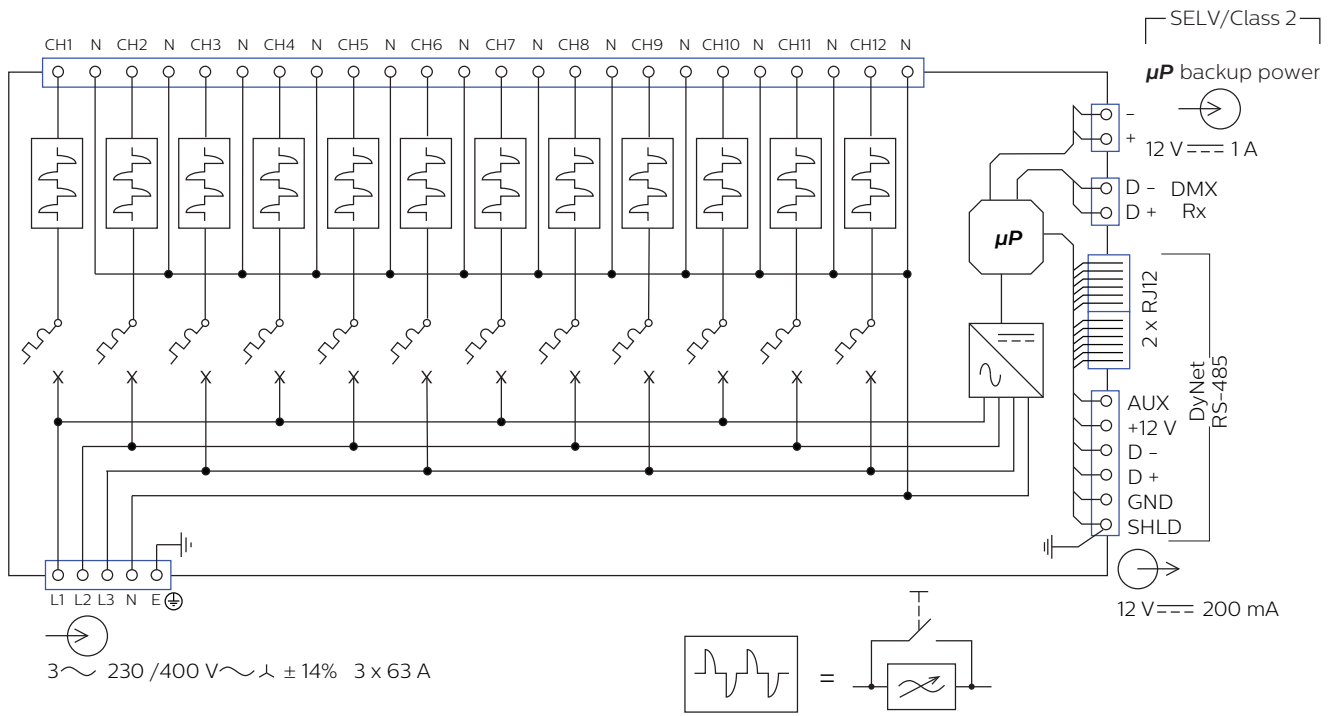 SELV/Class 2
CH1 N CH2 N CH3 N CH4 N CH5 N CH6 N CH7 N CH8 N CH9 N CH10 N CH11 N CH12 N
µP backup power
-
+
12 V 1 A
D - DMX
D + Rx
µP
2 x RJ12
DyNet
RS-485
AUX
+12 V
D -
D +
GND
SHLD
L1 L2 L3 N E
12 V 200 mA
3 230 /400 V ± 14% 3 x 63 A
=